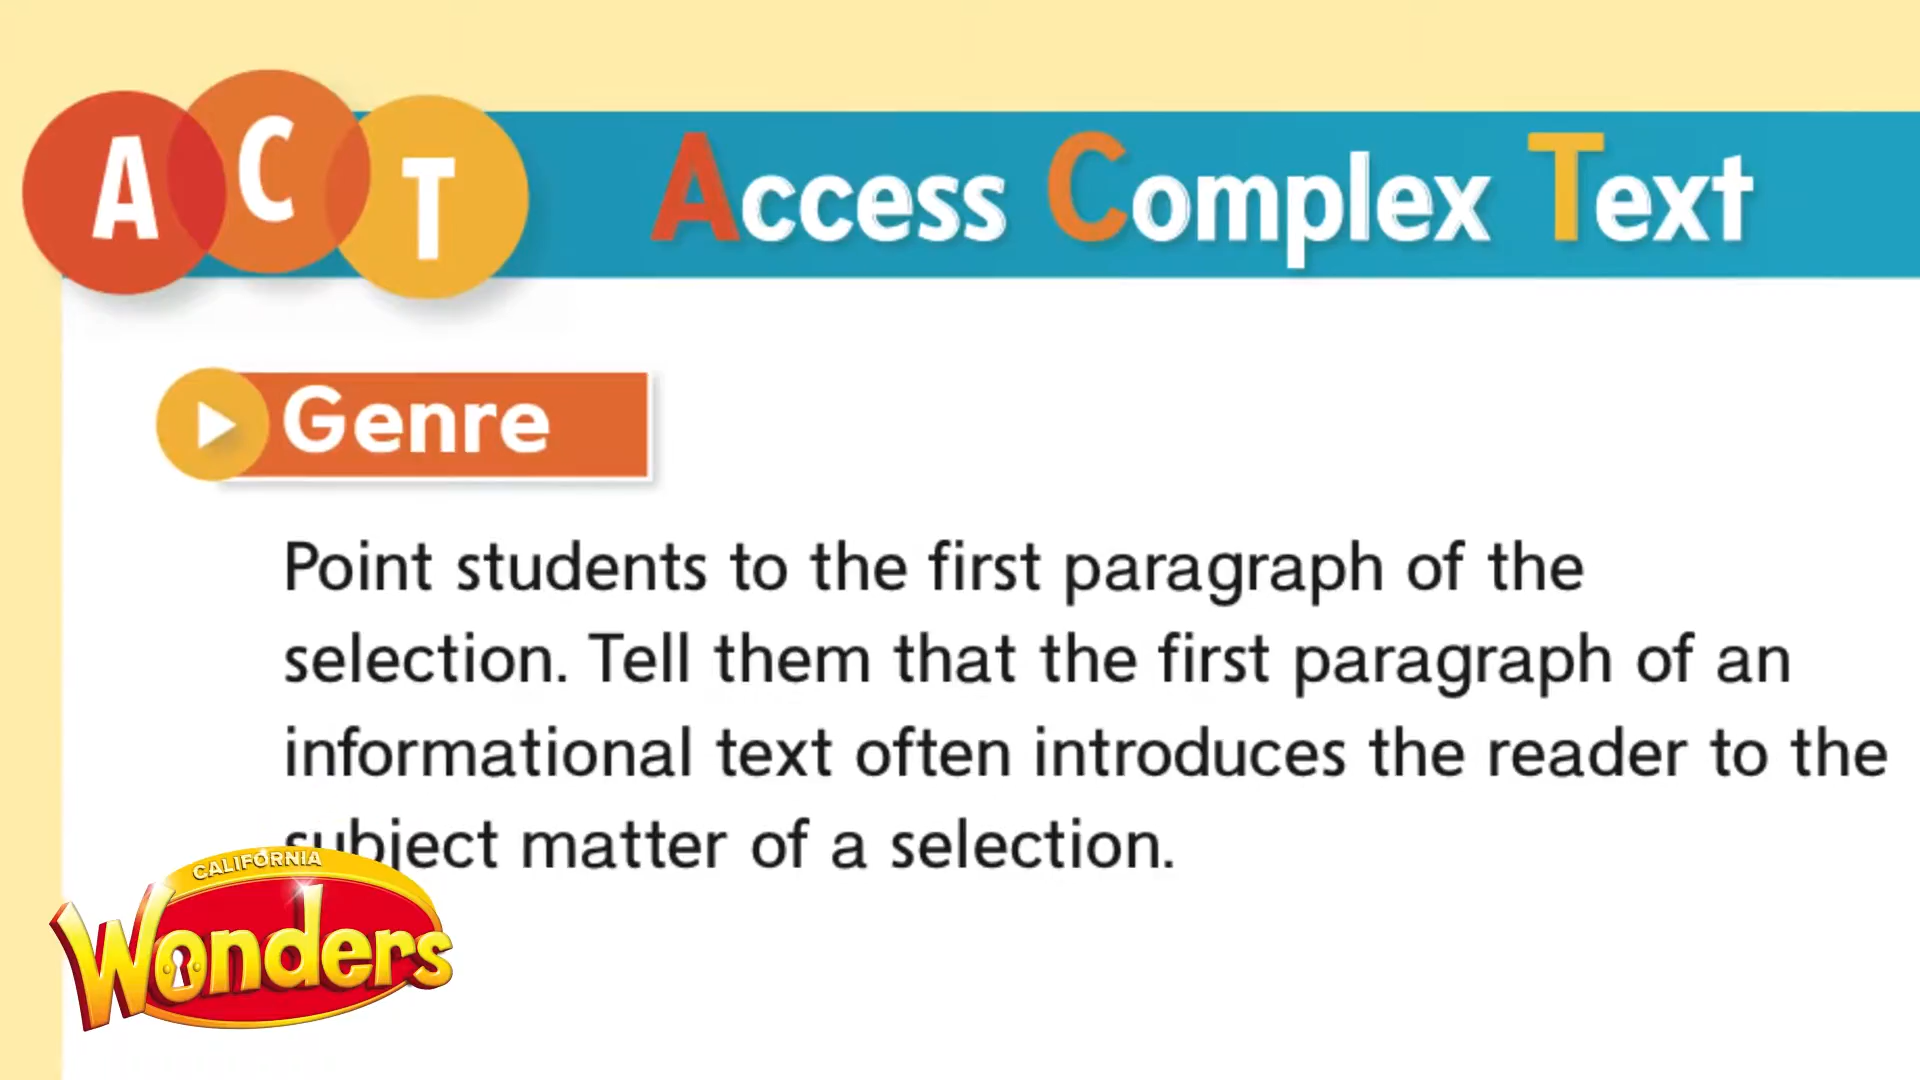 ACT Access Complex Text
Genre
Point students to the first paragraph of the
selection. Tell them that the first paragraph of an
informational text often introduces the reader to the
subject matter of a selection.
CALIFORNIA
Wonders